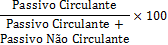 Passivo Circulante
Passivo Circulante + × 100
Passivo Não Circulante